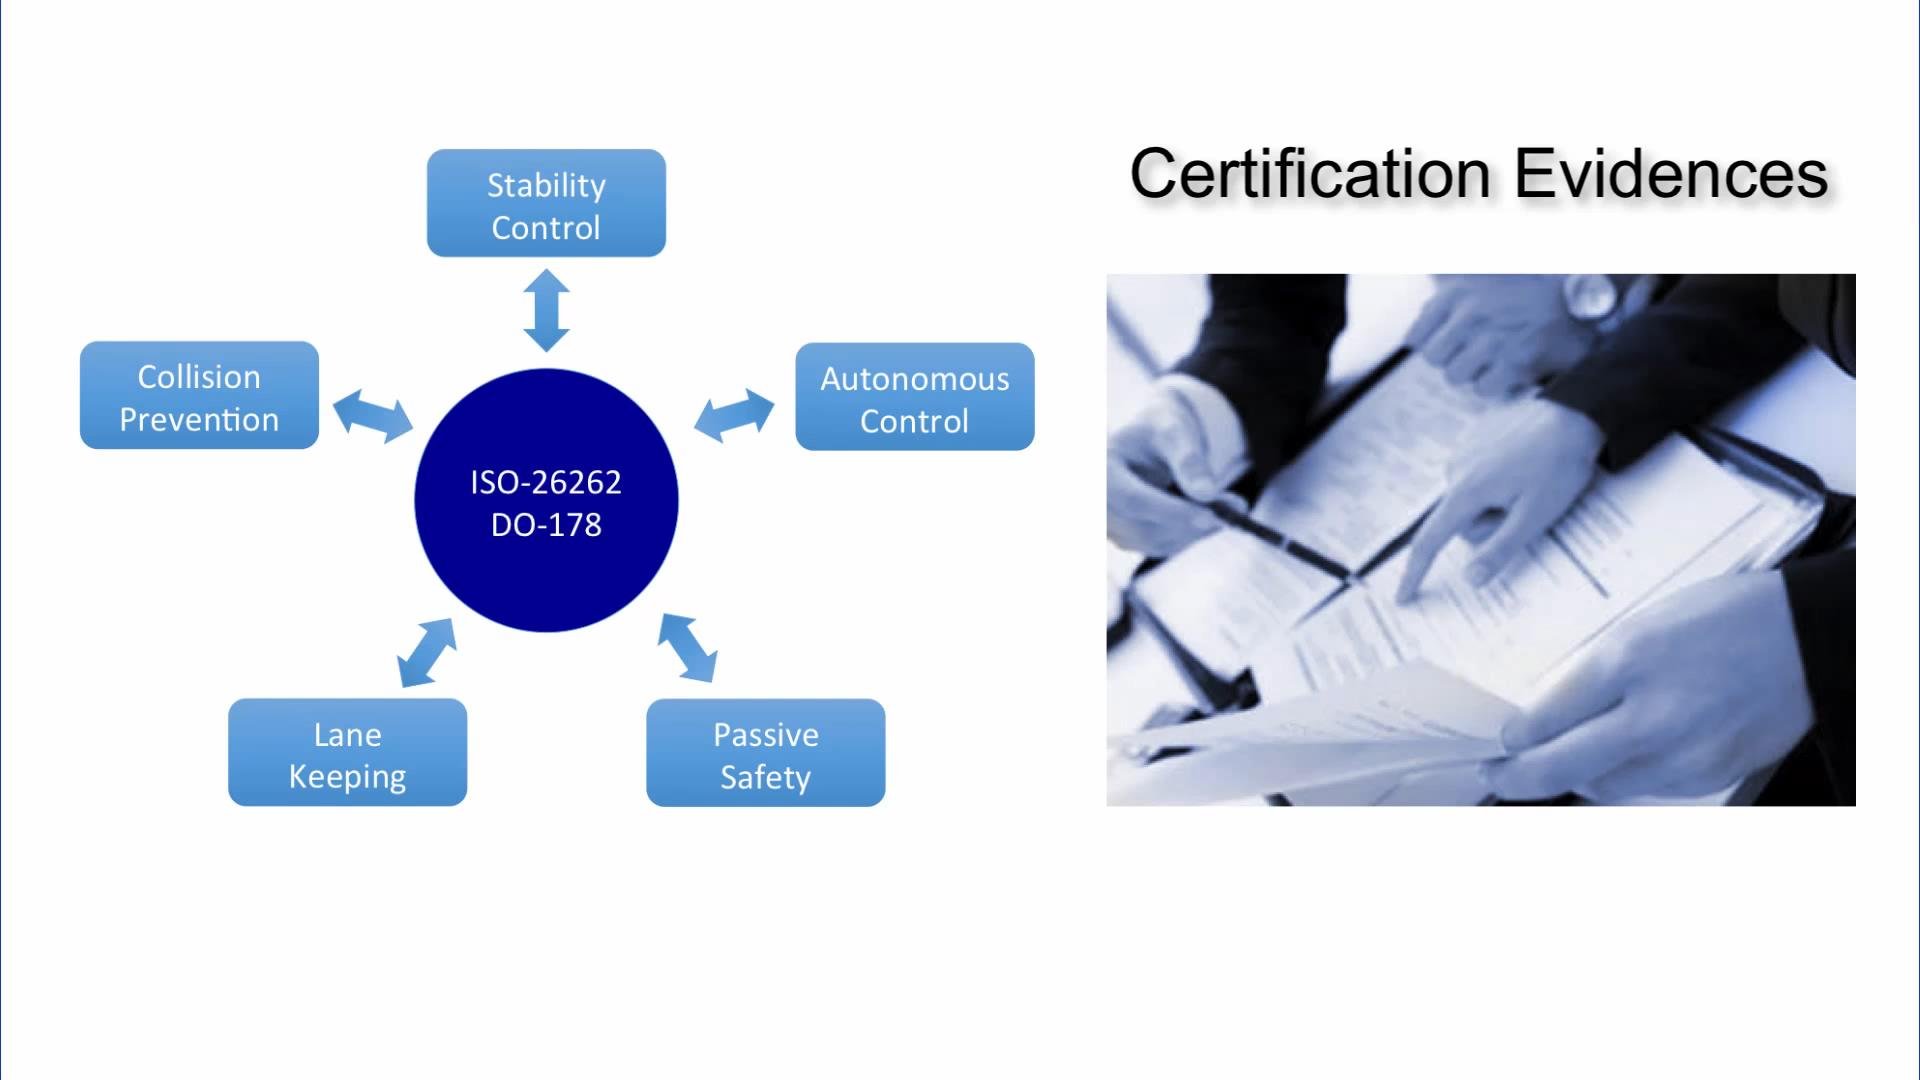 Certification Evidences
Stability
Control
Collision
Prevention
Autonomous
Control
ISO-26262
DO-178
Lane
Keeping
Passive
Safety